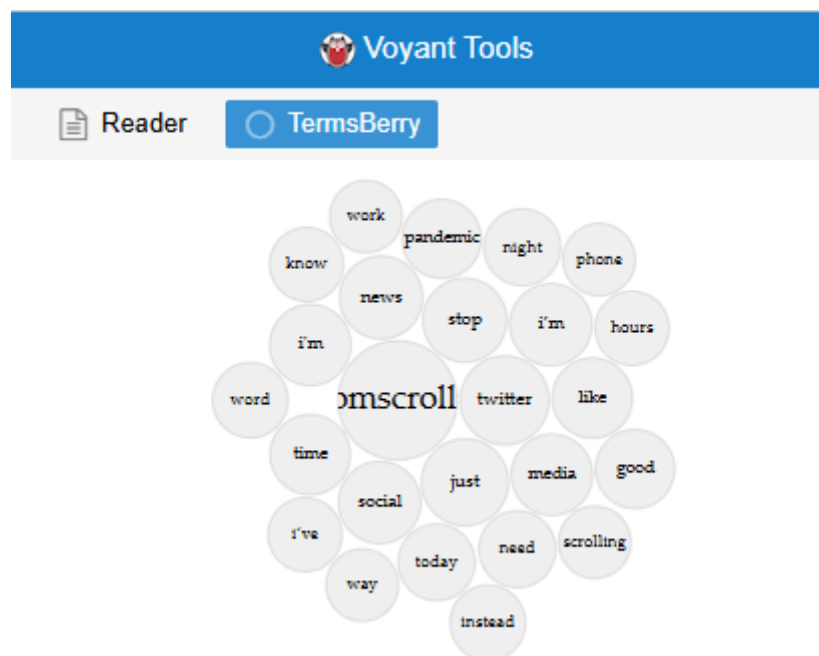 Voyant Tools
Reader
TermsBerry
work
pandemic
night
know
phone
news
stop
i'm
hours
i'm
omscroll
twitter
like
word
time
just
media
good
social
i've
need
scrolling
today
way
instead